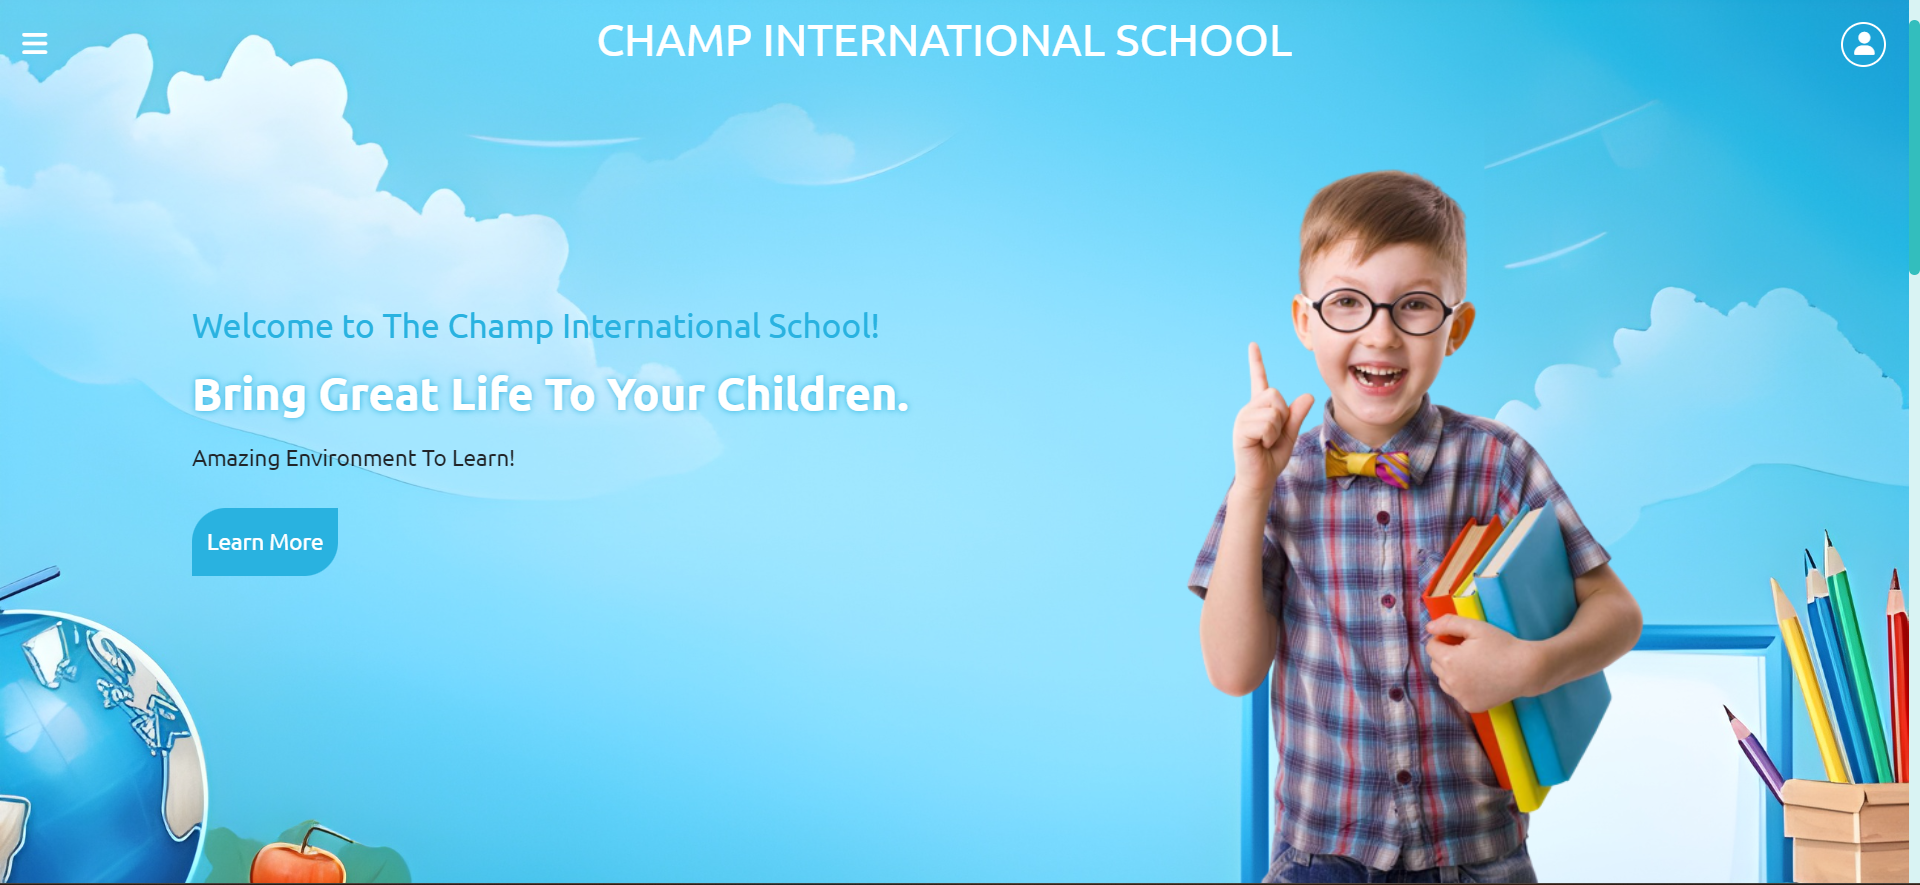 CHAMP INTERNATIONAL SCHOOL
Welcome to The Champ International School!
Bring Great Life To Your Children.
Amazing Environment To Learn!
Learn More